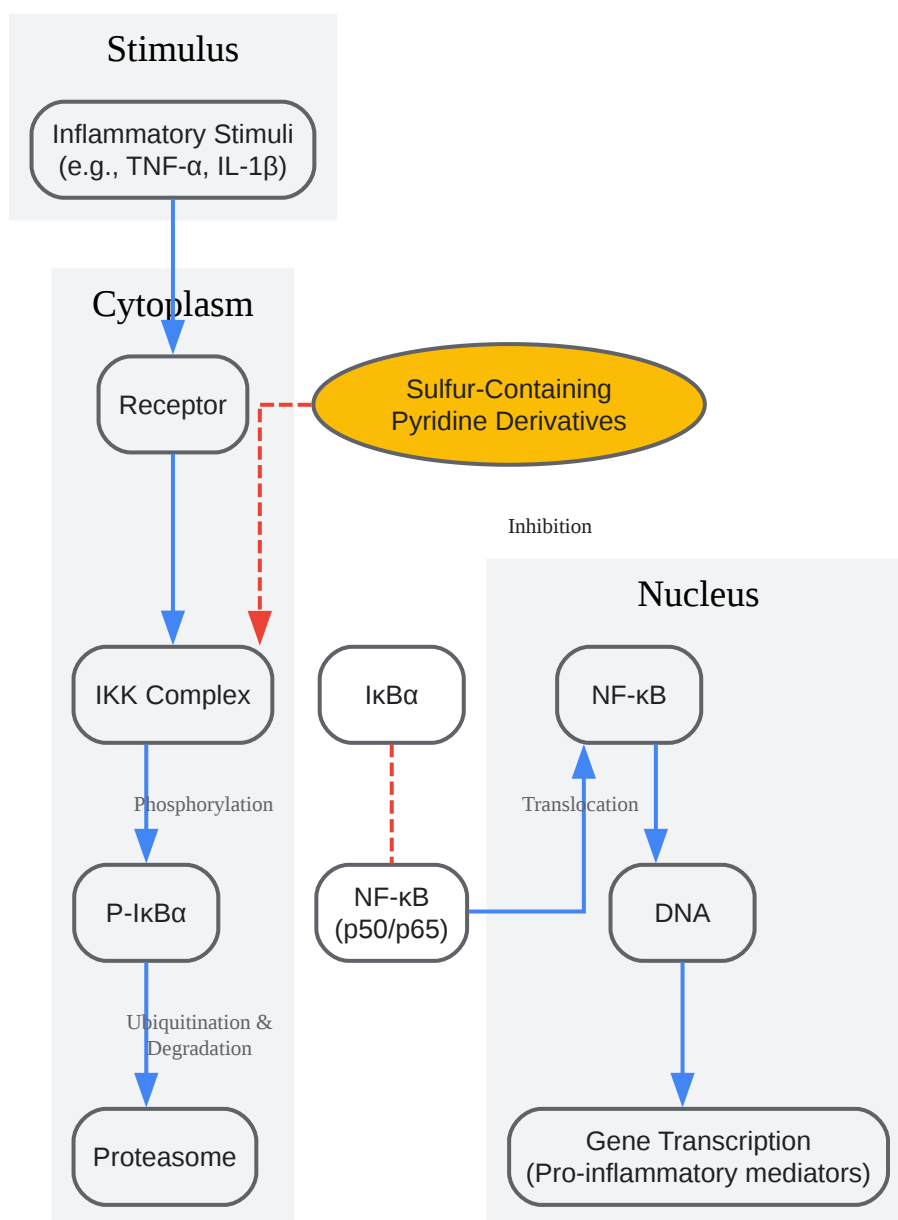 Stimulus
Inflammatory Stimuli
(e.g., TNF-α, IL-1β)
Cytoplasm
Receptor
Sulfur-Containing
Pyridine Derivatives
Inhibition
Nucleus
IKK Complex
IκBα
NF-κB
Phosphorylation
Translocation
P-IκBα
NF-κB
(p50/p65)
DNA
Ubiquitination &
Degradation
Proteasome
Gene Transcription
(Pro-inflammatory mediators)